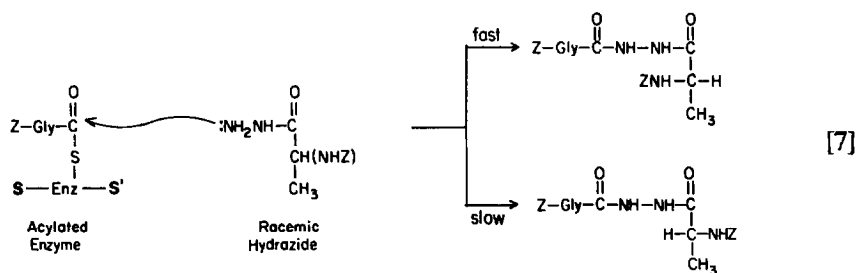 O
||
Z-Gly-C
S
S-Enz-S'
Acylated
Enzyme
O
||
:NH2NH-C
CH(NHZ)
CH3
Racemic
Hydrazide
fast
O O
|| ||
Z-Gly-C-NH-NH-C
ZNH-C-H
CH3
slow
O O
|| ||
Z-Gly-C-NH-NH-C
H-C-NHZ
CH3
[7]